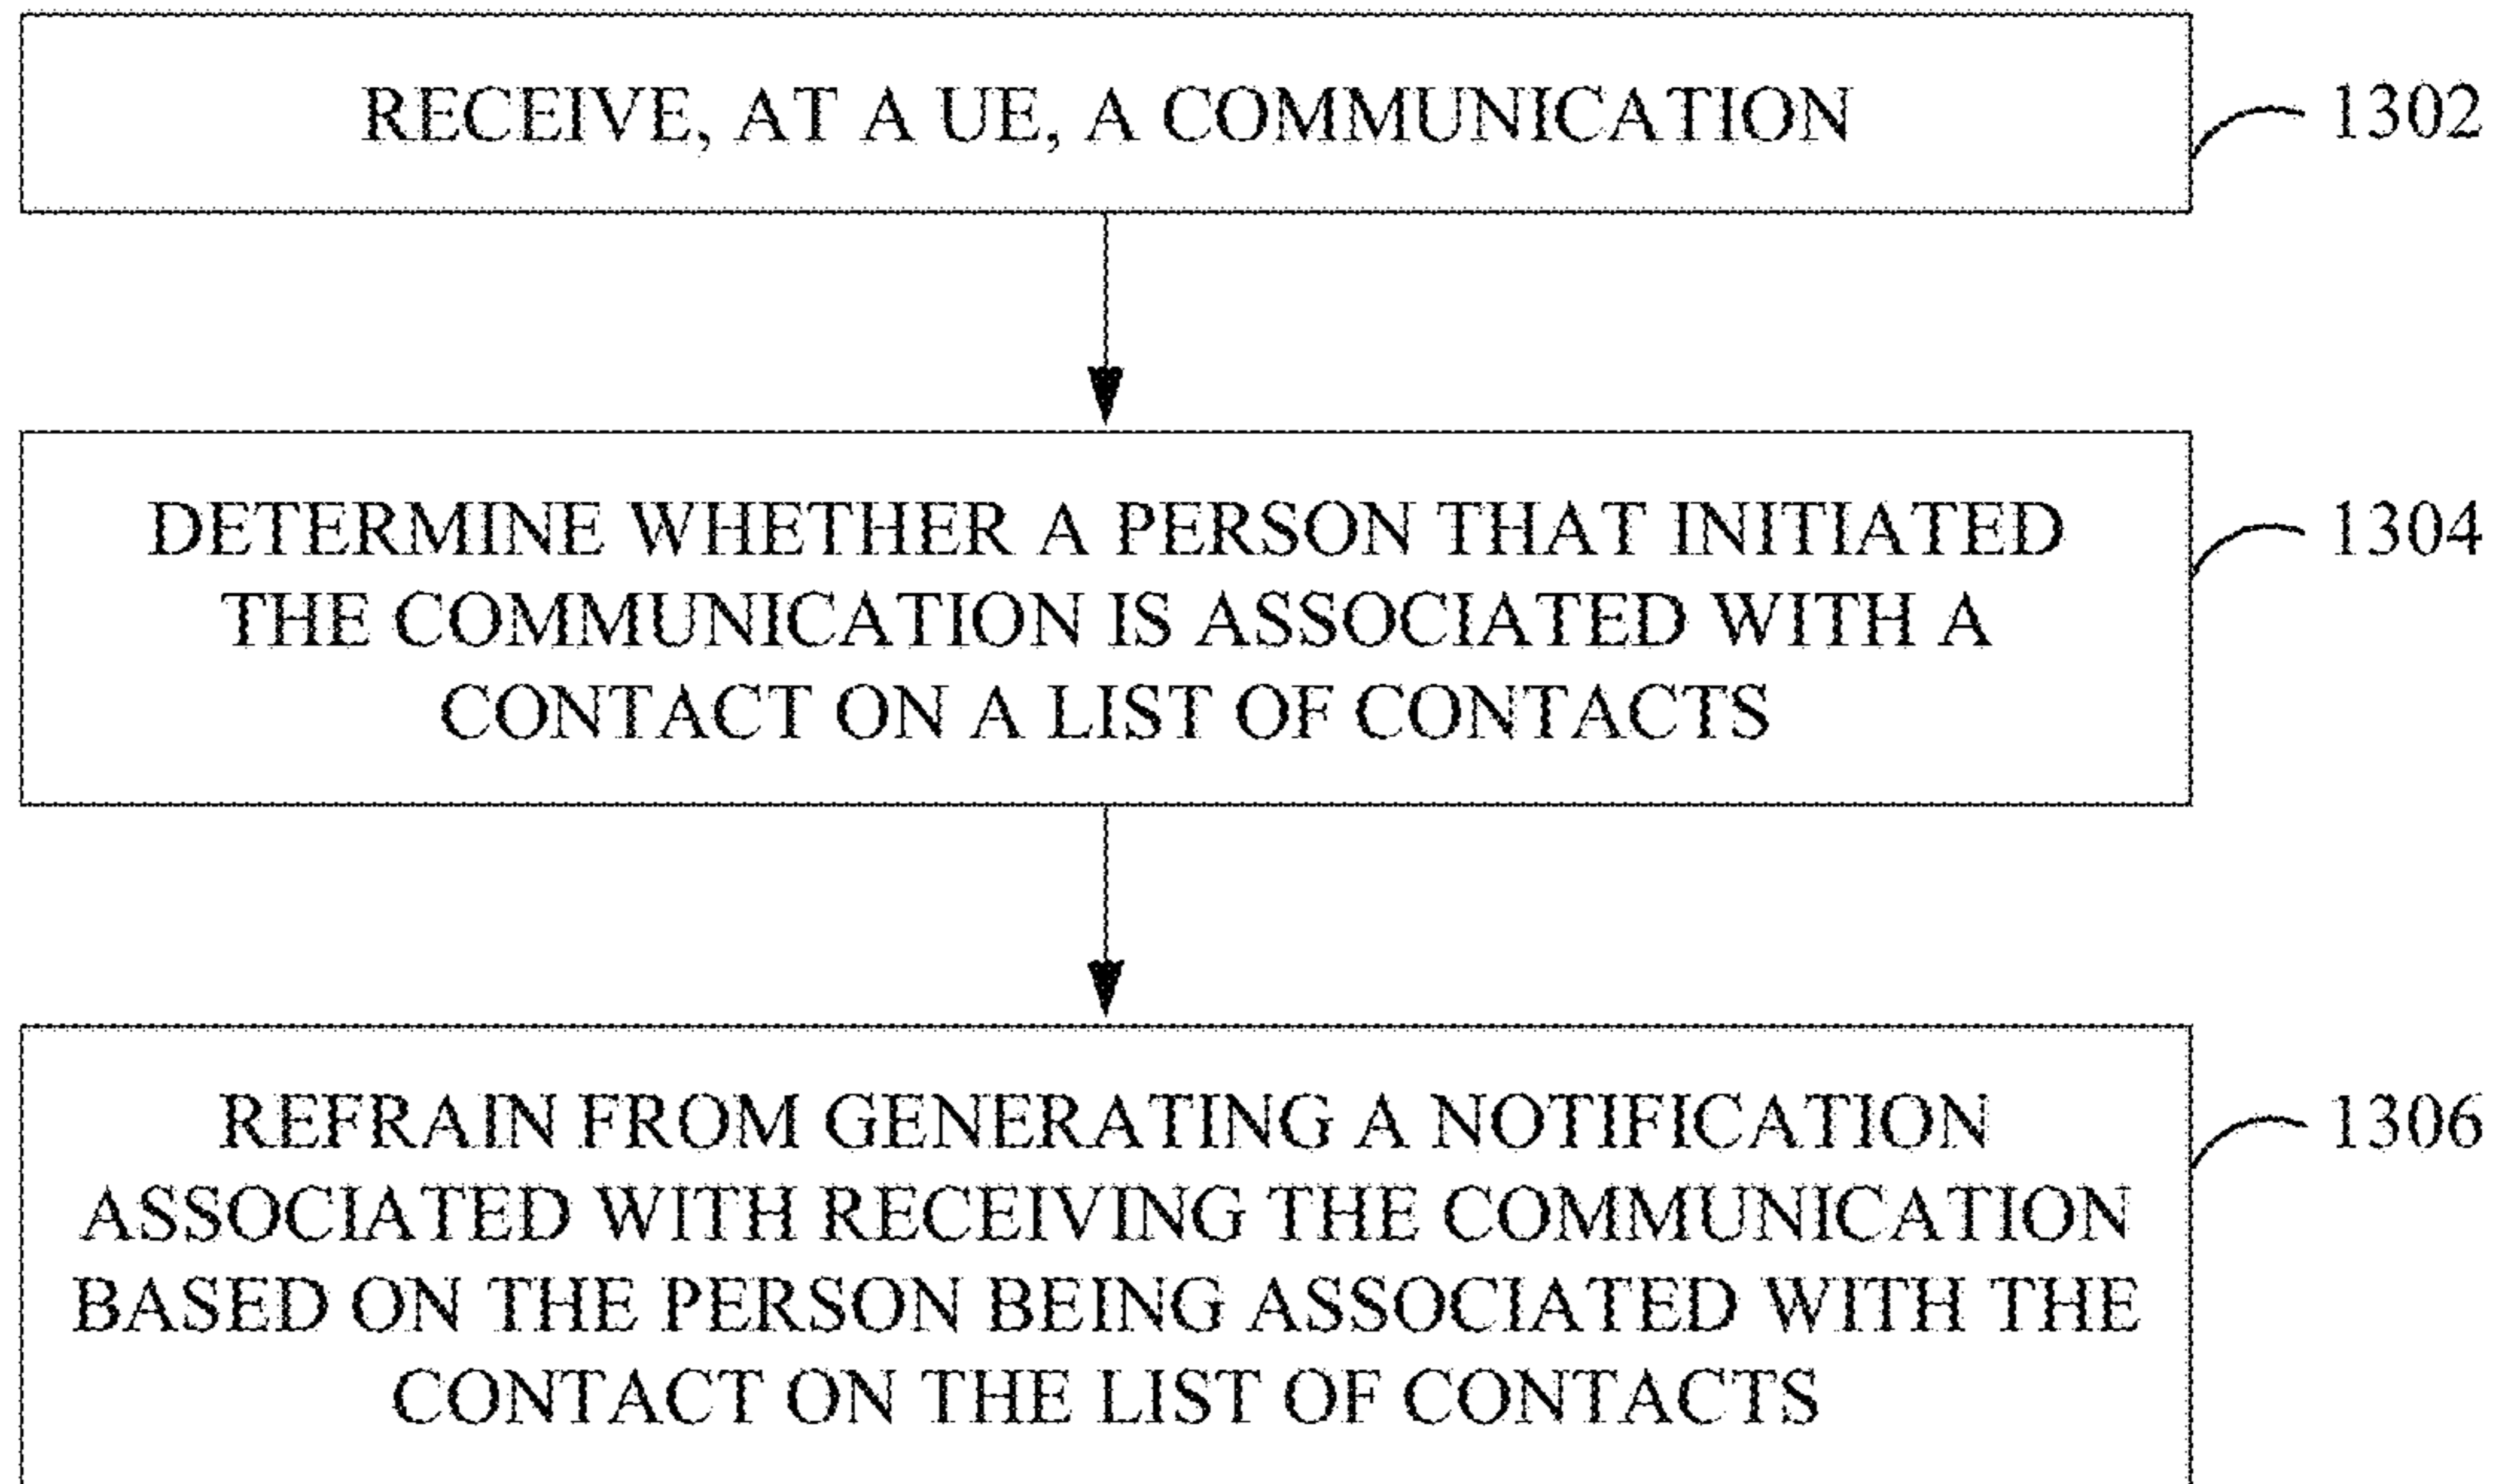 RECEIVE, AT A UE, A COMMUNICATION
1302
DETERMINE WHETHER A PERSON THAT INITIATED
THE COMMUNICATION IS ASSOCIATED WITH A
CONTACT ON A LIST OF CONTACTS
1304
REFRAIN FROM GENERATING A NOTIFICATION
ASSOCIATED WITH RECEIVING THE COMMUNICATION
BASED ON THE PERSON BEING ASSOCIATED WITH THE
CONTACT ON THE LIST OF CONTACTS
1306